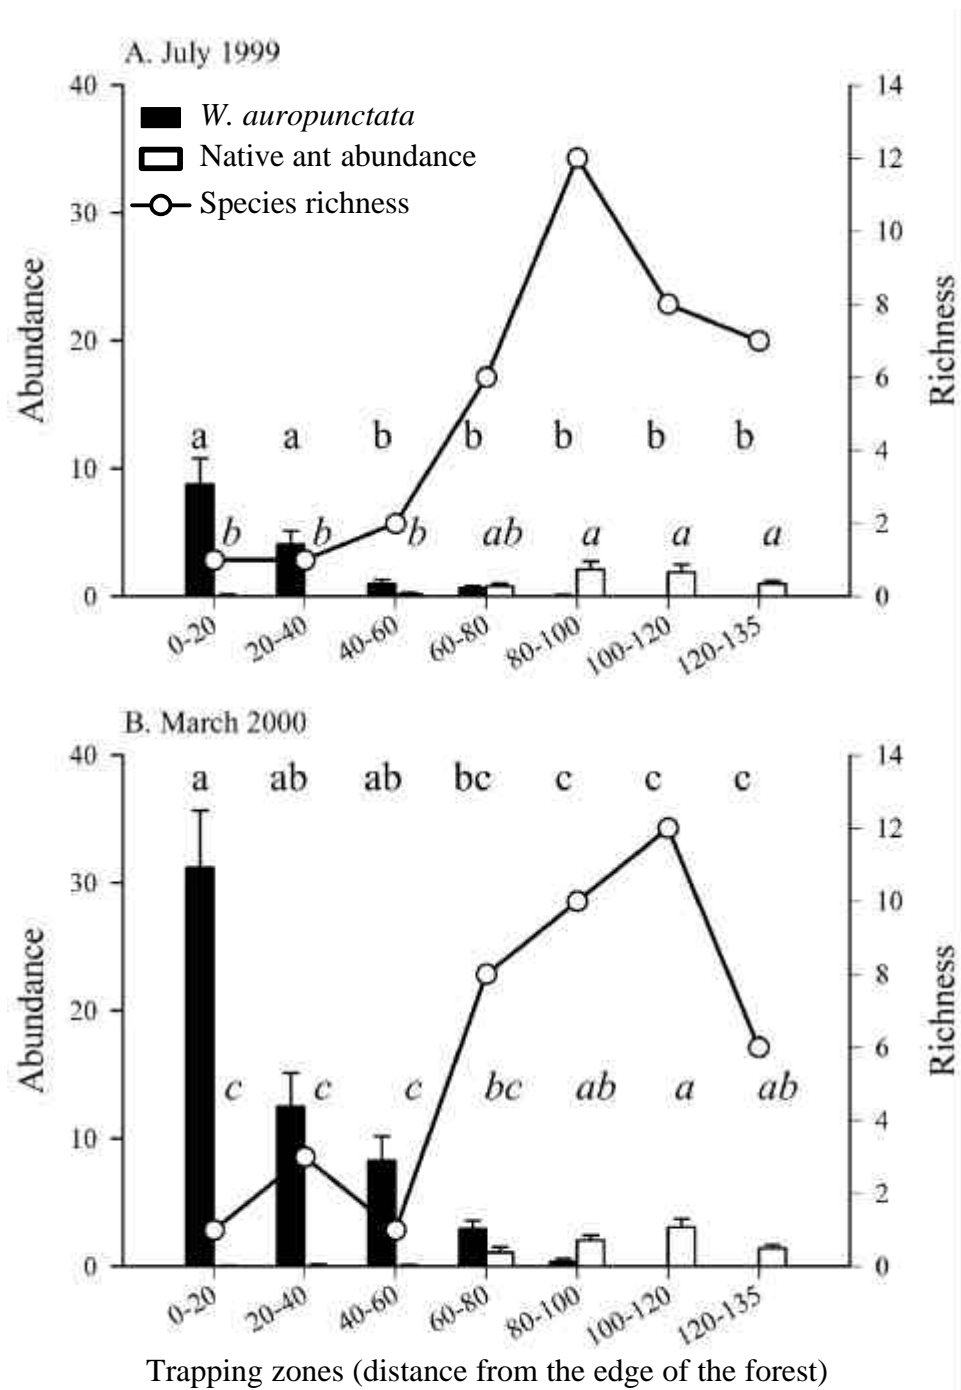 A. July 1999
40
30
20
10
0
14
12
10
8
6
4
2
0
Abundance
Richness
W. auropunctata
Native ant abundance
Species richness
a a b b b b b
b b b ab a a a
0-20 20-40 40-60 60-80 80-100 100-120 120-135
B. March 2000
40
30
20
10
0
14
12
10
8
6
4
2
0
Abundance
Richness
a ab ab bc c c c
c c c bc ab a ab
0-20 20-40 40-60 60-80 80-100 100-120 120-135
Trapping zones (distance from the edge of the forest)